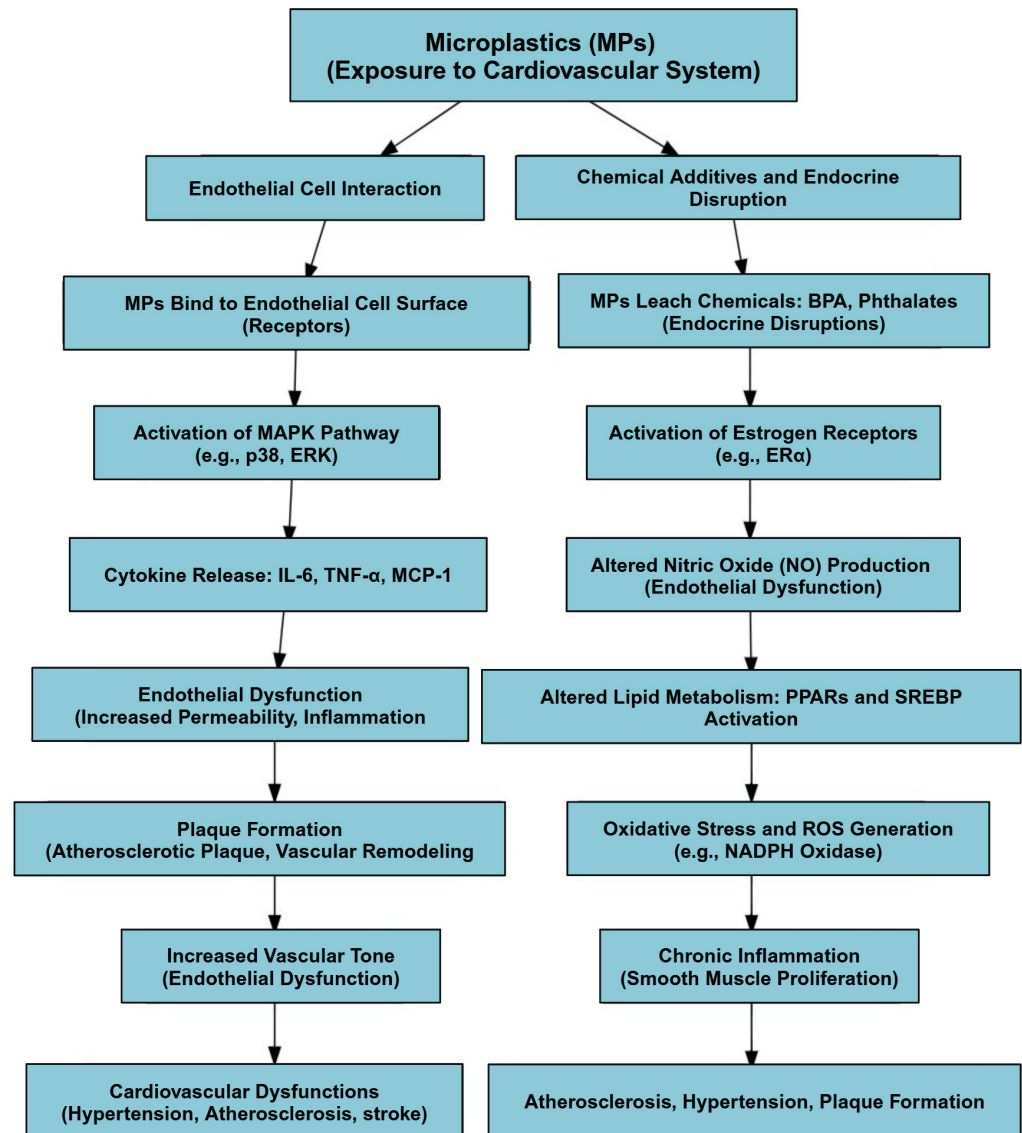 Microplastics (MPs)
(Exposure to Cardiovascular System)
Endothelial Cell Interaction
Chemical Additives and Endocrine
Disruption
MPs Bind to Endothelial Cell Surface
(Receptors)
MPs Leach Chemicals: BPA, Phthalates
(Endocrine Disruptions)
Activation of MAPK Pathway
(e.g., p38, ERK)
Activation of Estrogen Receptors
(e.g., ERα)
Cytokine Release: IL-6, TNF-α, MCP-1
Altered Nitric Oxide (NO) Production
(Endothelial Dysfunction)
Endothelial Dysfunction
(Increased Permeability, Inflammation
Altered Lipid Metabolism: PPARs and SREBP
Activation
Plaque Formation
(Atherosclerotic Plaque, Vascular Remodeling
Oxidative Stress and ROS Generation
(e.g., NADPH Oxidase)
Increased Vascular Tone
(Endothelial Dysfunction)
Chronic Inflammation
(Smooth Muscle Proliferation)
Cardiovascular Dysfunctions
(Hypertension, Atherosclerosis, stroke)
Atherosclerosis, Hypertension, Plaque Formation